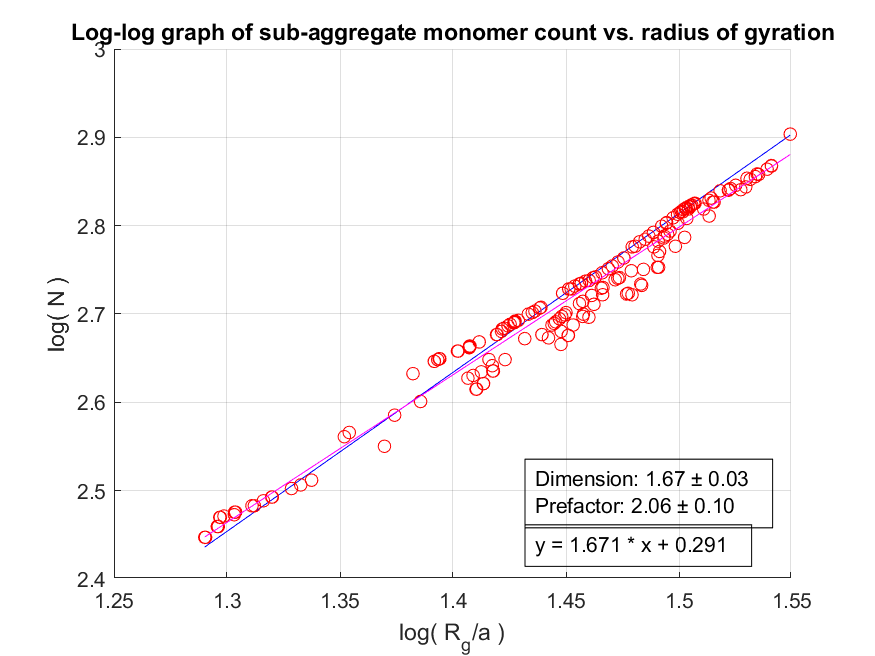 Log-log graph of sub-aggregate monomer count vs. radius of gyration
3
2.9
2.8
2.7
2.6
2.5
2.4
log( N )
Dimension: 1.67 ± 0.03
Prefactor: 2.06 ± 0.10
y = 1.671 * x + 0.291
1.25 1.3 1.35 1.4 1.45 1.5 1.55
log( R_g/a )